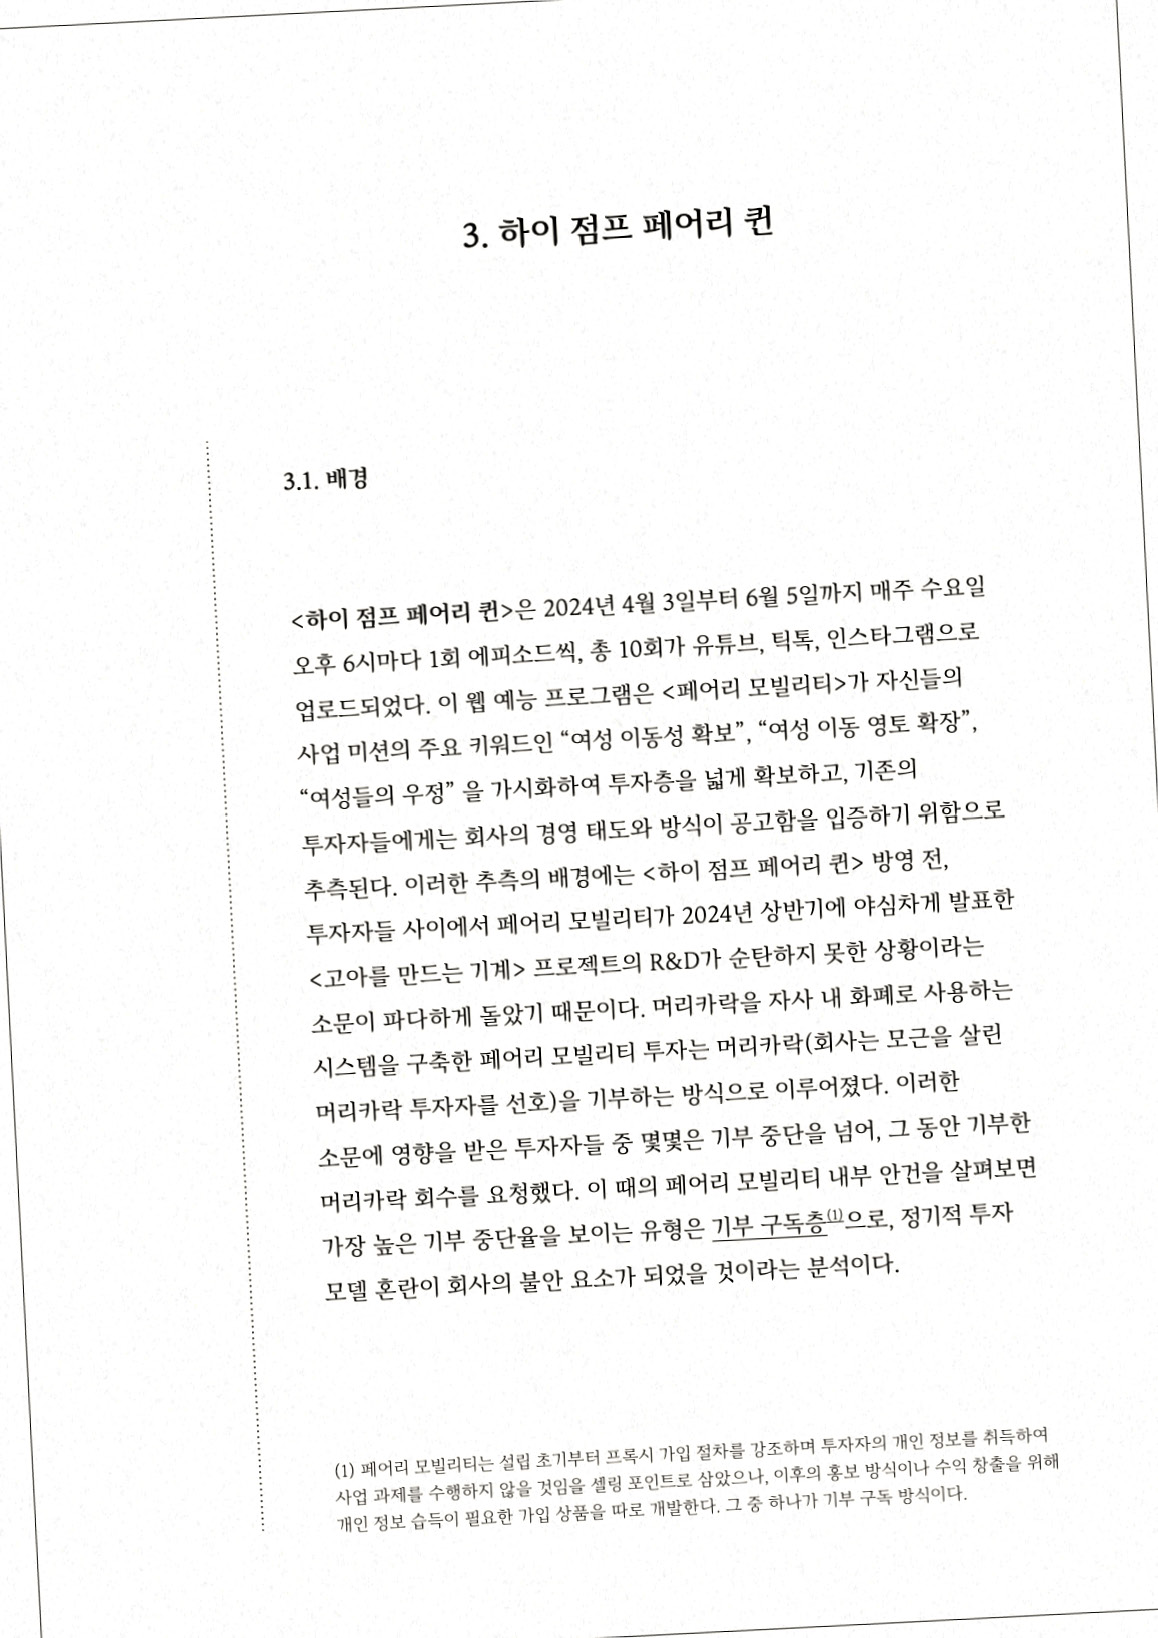 3. 하이 점프 페어리 퀸
3.1. 배경
<하이 점프 페어리 퀸>은 2024년 4월 3일부터 6월 5일까지 매주 수요일
오후 6시마다 1회 에피소드씩, 총 10회가 유튜브, 틱톡, 인스타그램으로
업로드되었다. 이 웹 예능 프로그램은 <페어리 모빌리티>가 자신들의
사업 미션의 주요 키워드인 “여성 이동성 확보”, “여성 이동 영토 확장”,
“여성들의 우정” 을 가시화하여 투자층을 넓게 확보하고, 기존의
투자자들에게는 회사의 경영 태도와 방식이 공고함을 입증하기 위함으로
추측된다. 이러한 추측의 배경에는 <하이 점프 페어리 퀸> 방영 전,
투자자들 사이에서 페어리 모빌리티가 2024년 상반기에 야심차게 발표한
<고아를 만드는 기계> 프로젝트의 R&D가 순탄하지 못한 상황이라는
소문이 파다하게 돌았기 때문이다. 머리카락을 자사 내 화폐로 사용하는
시스템을 구축한 페어리 모빌리티 투자는 머리카락(회사는 모근을 살린
머리카락 투자자를 선호)을 기부하는 방식으로 이루어졌다. 이러한
소문에 영향을 받은 투자자들 중 몇몇은 기부 중단을 넘어, 그 동안 기부한
머리카락 회수를 요청했다. 이 때의 페어리 모빌리티 내부 안건을 살펴보면
가장 높은 기부 중단율을 보이는 유형은 기부 구독층(1)으로, 정기적 투자
모델 혼란이 회사의 불안 요소가 되었을 것이라는 분석이다.
(1) 페어리 모빌리티는 설립 초기부터 프록시 가입 절차를 강조하며 투자자의 개인 정보를 취득하여
사업 과제를 수행하지 않을 것임을 셀링 포인트로 삼았으나, 이후의 홍보 방식이나 수익 창출을 위해
개인 정보 습득이 필요한 가입 상품을 따로 개발한다. 그 중 하나가 기부 구독 방식이다.